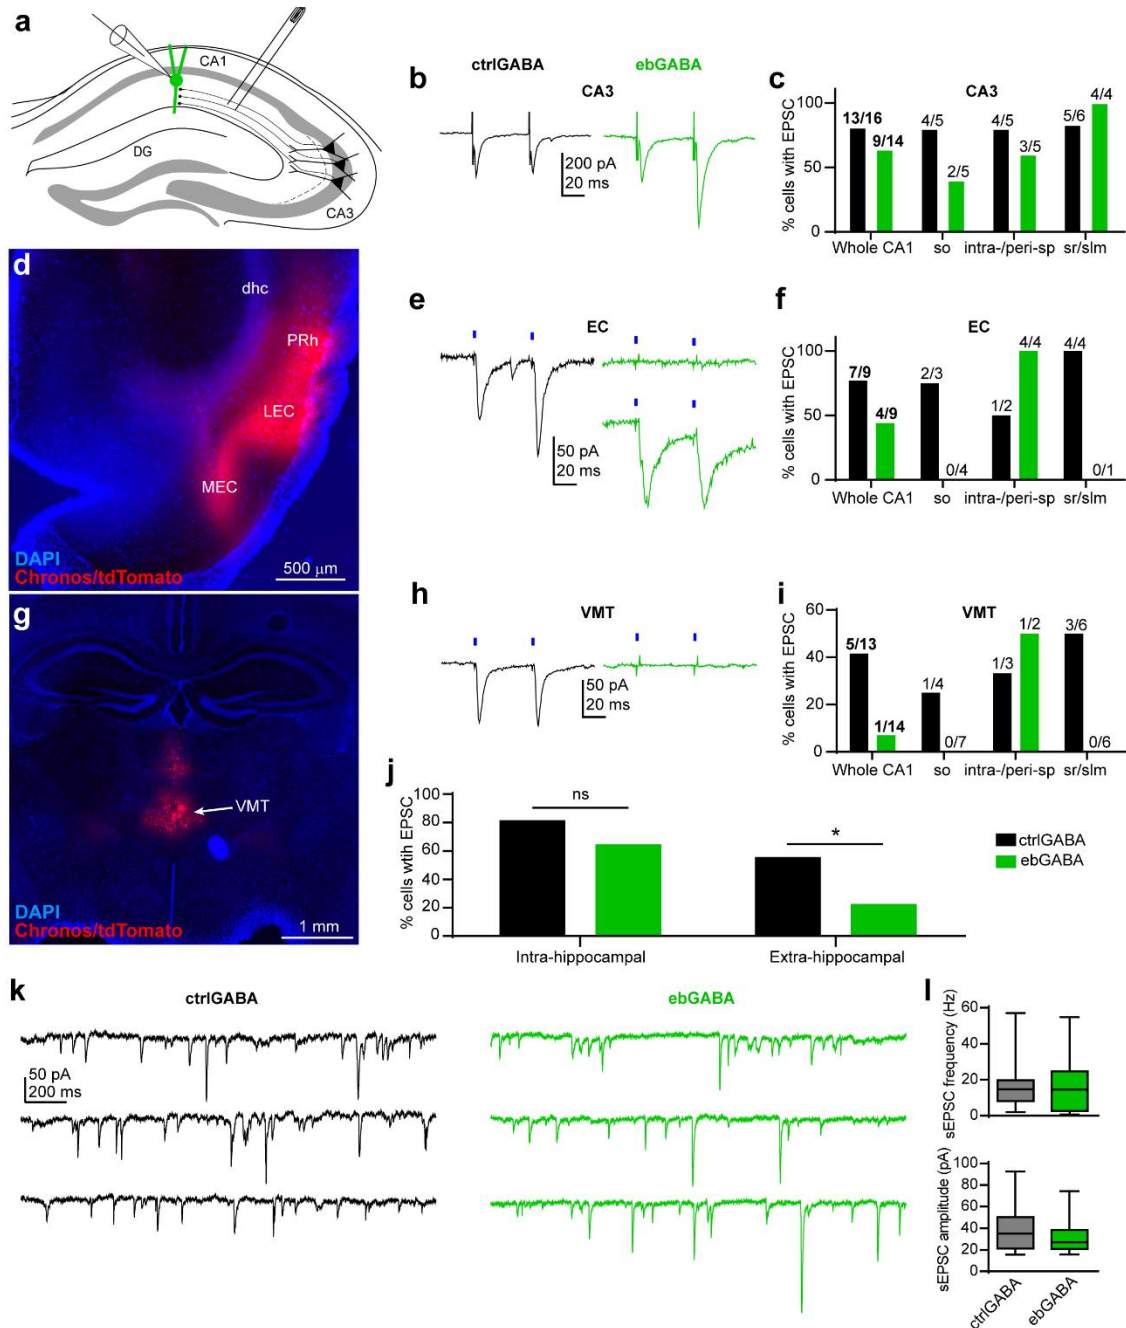 a
CA1
DG
CA3
b
ctrlGABA
ebGABA
CA3
200 pA
20 ms
c
CA3
% cells with EPSC
100
50
0
13/16
9/14
4/5
2/5
4/5
3/5
5/6
4/4
Whole CA1
so
intra-/peri-sp
sr/slm
d
dhc
PRh
LEC
MEC
DAPI
Chronos/tdTomato
500 µm
e
EC
50 pA
20 ms
f
EC
% cells with EPSC
100
50
0
7/9
4/9
2/3
0/4
1/2
4/4
4/4
0/1
Whole CA1
so
intra-/peri-sp
sr/slm
g
VMT
DAPI
Chronos/tdTomato
1 mm
h
VMT
50 pA
20 ms
i
VMT
% cells with EPSC
60
40
20
0
5/13
1/14
1/4
0/7
1/3
1/2
3/6
0/6
Whole CA1
so
intra-/peri-sp
sr/slm
j
% cells wtih EPSC
100
80
60
40
20
0
ns
*
Intra-hippocampal
Extra-hippocampal
ctrlGABA
ebGABA
k
ctrlGABA
ebGABA
50 pA
200 ms
l
sEPSC frequency (Hz)
60
40
20
0
sEPSC amplitude (pA)
100
80
60
40
20
0
ctrlGABA
ebGABA